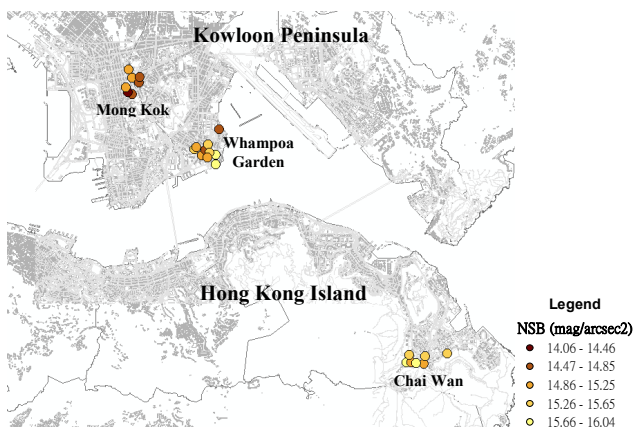 Kowloon Peninsula
Mong Kok
Whampoa
Garden
Hong Kong Island
Chai Wan
Legend
NSB (mag/arcsec2)
14.06 - 14.46
14.47 - 14.85
14.86 - 15.25
15.26 - 15.65
15.66 - 16.04